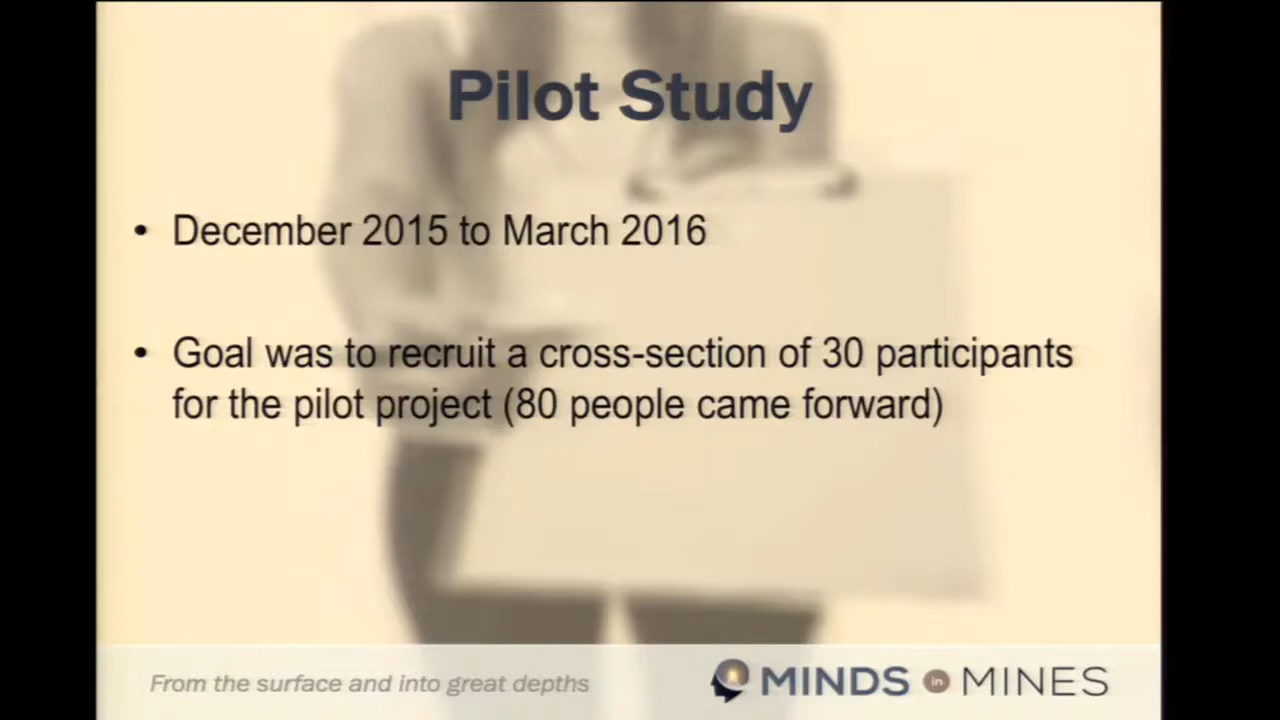 Pilot Study
• December 2015 to March 2016
• Goal was to recruit a cross-section of 30 participants
for the pilot project (80 people came forward)
From the surface and into great depths
MINDS in MINES